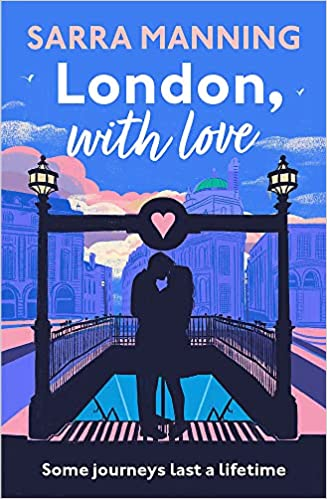 SARRA MANNING
London,
with love
Some journeys last a lifetime